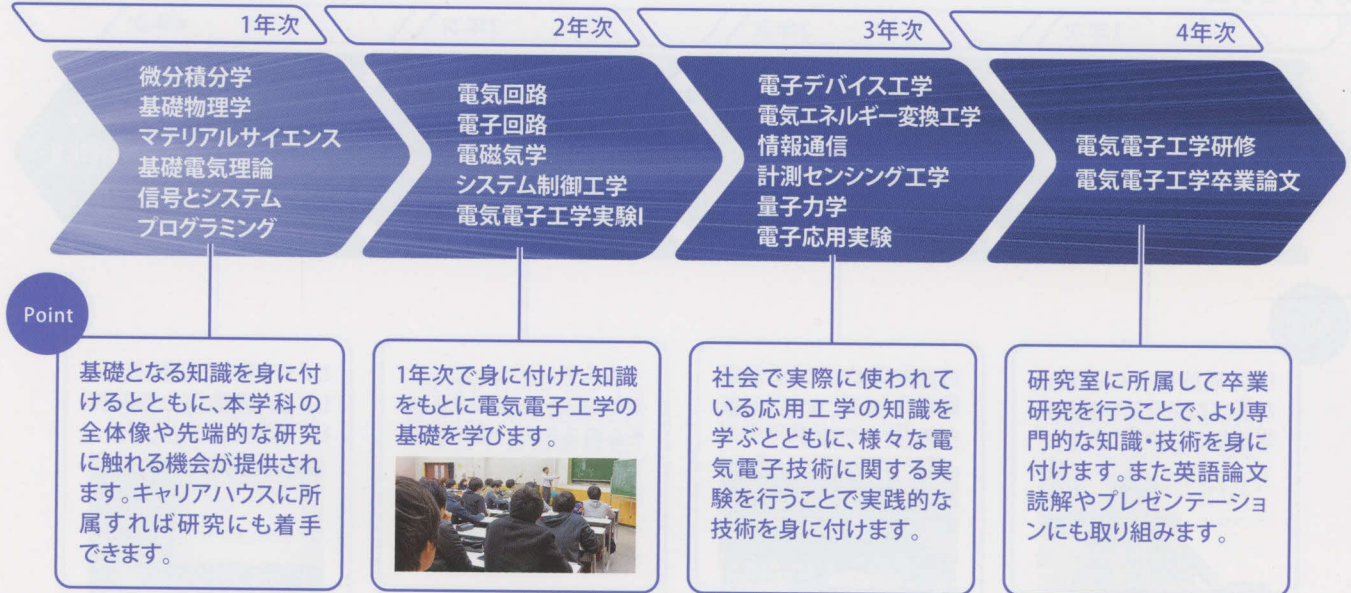 1年次
2年次
3年次
4年次
微分積分学
基礎物理学
マテリアルサイエンス
基礎電気理論
信号とシステム
プログラミング
電気回路
電子回路
電磁気学
システム制御工学
電気電子工学実験I
電子デバイス工学
電気エネルギー変換工学
情報通信
計測センシング工学
量子力学
電子応用実験
電気電子工学研修
電気電子工学卒業論文
Point
基礎となる知識を身に付
けるとともに、本学科の
全体像や先端的な研究
に触れる機会が提供され
ます。キャリアハウスに所
属すれば研究にも着手
できます。
1年次で身に付けた知識
をもとに電気電子工学の
基礎を学びます。
社会で実際に使われて
いる応用工学の知識を
学ぶとともに、様々な電
気電子技術に関する実
験を行うことで実践的な
技術を身に付けます。
研究室に所属して卒業
研究を行うことで、より専
門的な知識・技術を身に
付けます。また英語論文
読解やプレゼンテーショ
ンにも取り組みます。